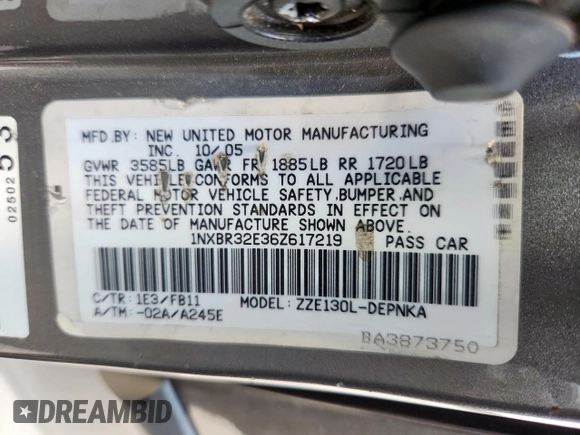 MFD.BY: NEW UNITED MOTOR MANUFACTURING
INC. 10/05
GVWR 3585LB GAWR FR 1885LB RR 1720LB
THIS VEHICLE CONFORMS TO ALL APPLICABLE
FEDERAL MOTOR VEHICLE SAFETY,BUMPER,AND
THEFT PREVENTION STANDARDS IN EFFECT ON
THE DATE OF MANUFACTURE SHOWN ABOVE.
1NXBR32E36Z617219 PASS CAR
C/TR: 1E3/FB11 MODEL: ZZE130L-DEPNKA
A/TM: -02A/A245E
BA3873750
02502
DREAMBID